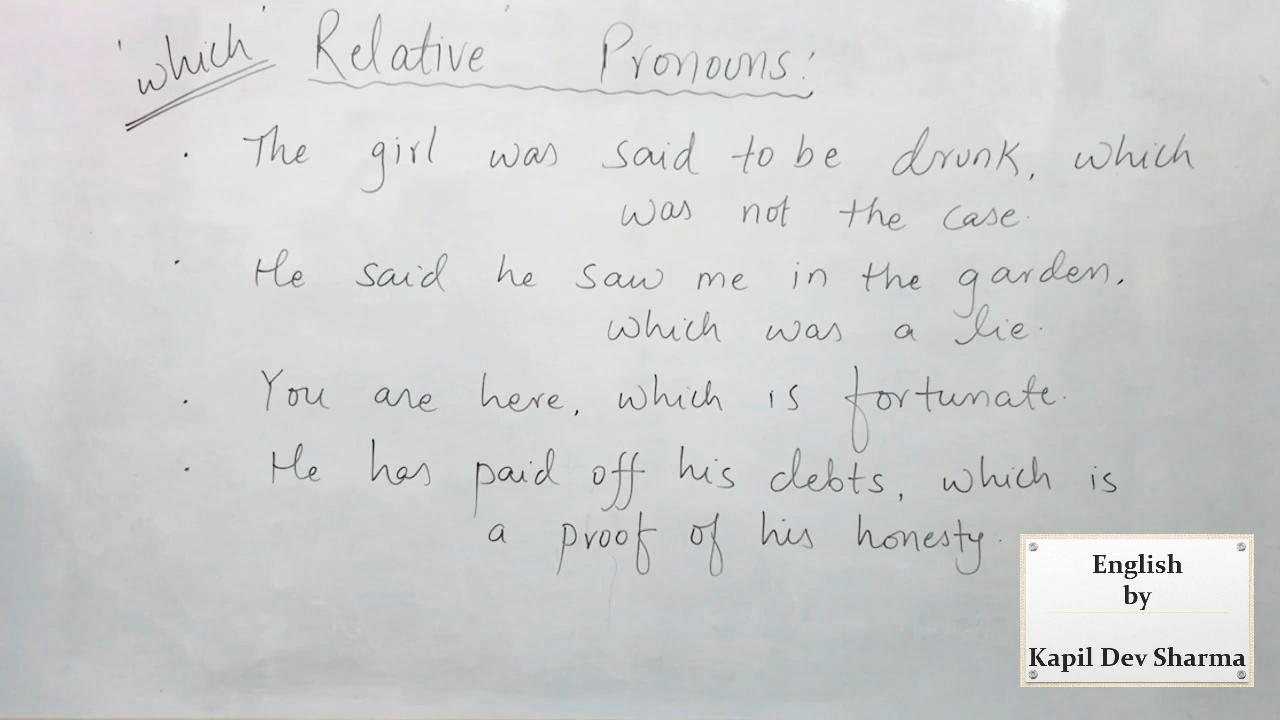 'which' Relative Pronouns:
. The girl was said to be drunk, which
was not the case.
. He said he saw me in the garden,
which was a lie.
. You are here, which is fortunate.
. He has paid off his debts, which is
a proof of his honesty.
English
by
Kapil Dev Sharma